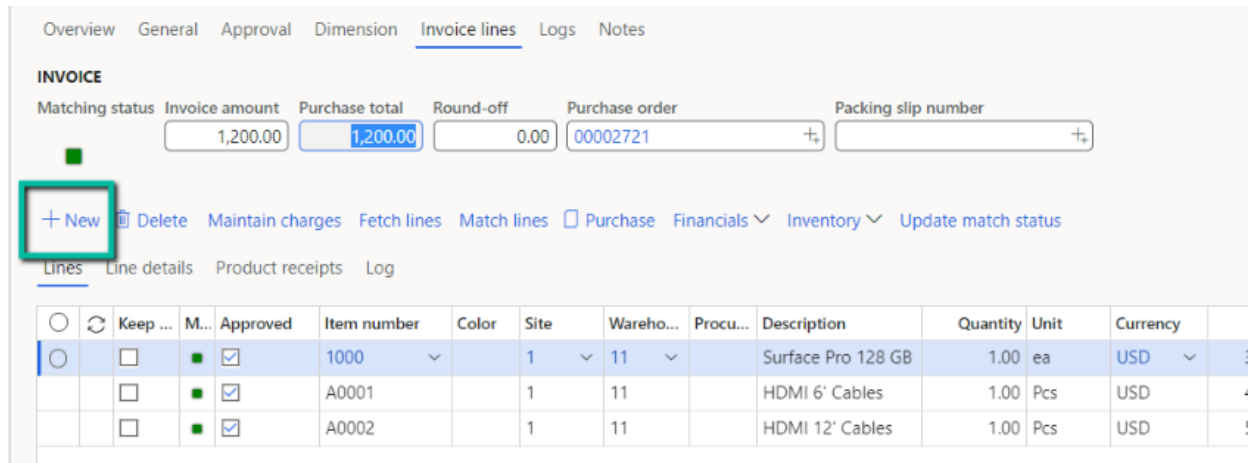 Overview General Approval Dimension Invoice lines Logs Notes
INVOICE
Matching status Invoice amount Purchase total Round-off Purchase order Packing slip number
1,200.00 1,200.00 0.00 00002721
New Delete Maintain charges Fetch lines Match lines Purchase Financials Inventory Update match status
Lines Line details Product receipts Log
Keep ... M... Approved Item number Color Site Wareho... Procu... Description Quantity Unit Currency
1000 1 11 Surface Pro 128 GB 1.00 ea USD
A0001 1 11 HDMI 6' Cables 1.00 Pcs USD
A0002 1 11 HDMI 12' Cables 1.00 Pcs USD